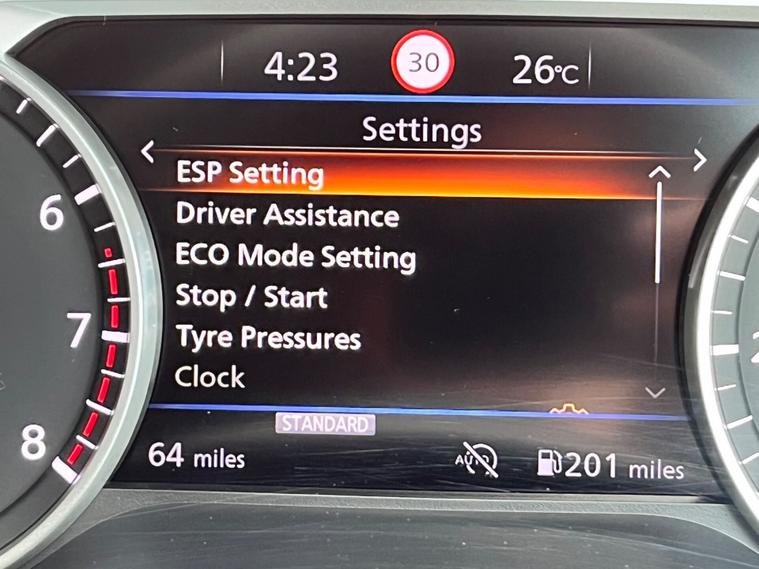 4:23 30 26°C
Settings
ESP Setting
Driver Assistance
6
ECO Mode Setting
Stop / Start
7 Tyre Pressures
Clock
STANDARD
8
64 miles AUTO 201 miles